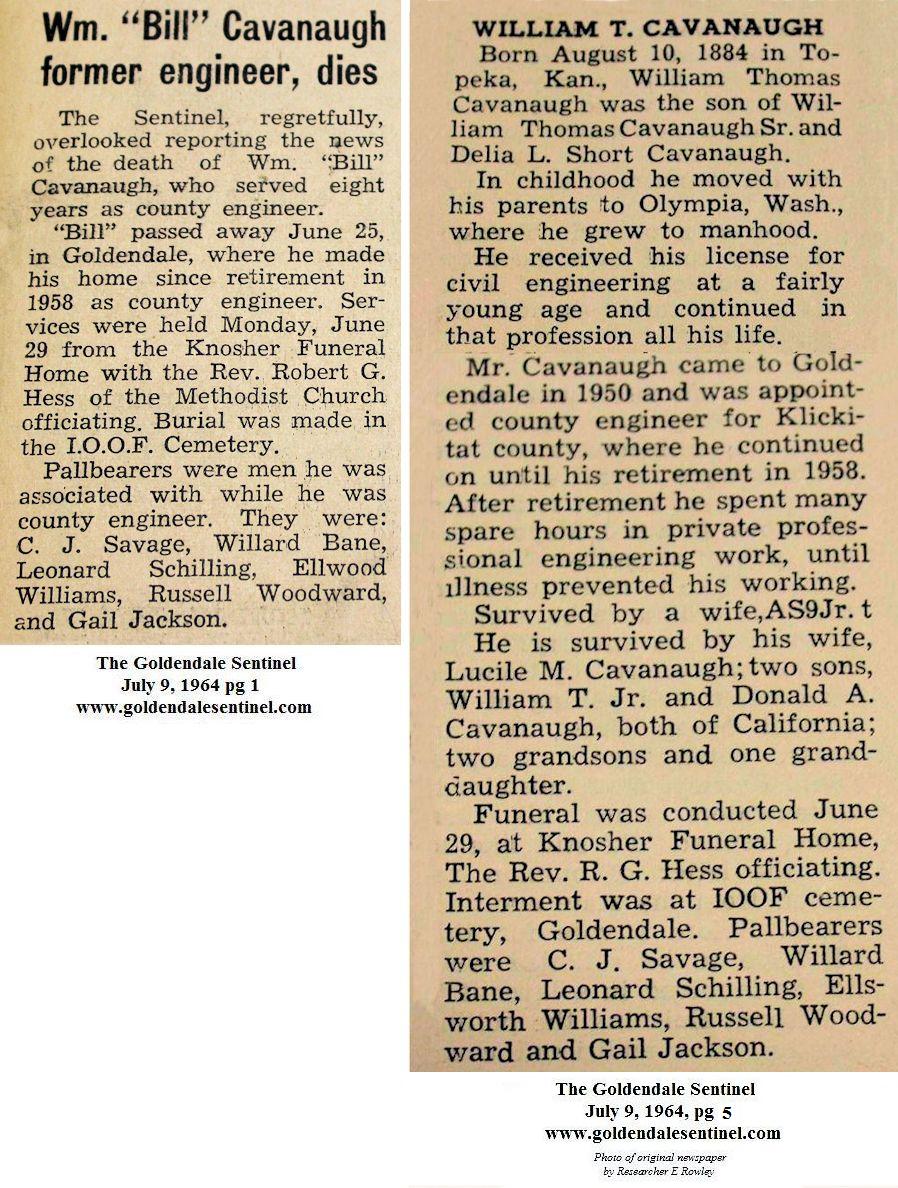 Wm. “Bill” Cavanaugh
former engineer, dies
The Sentinel, regretfully,
overlooked reporting the news
of the death of Wm. “Bill”
Cavanaugh, who served eight
years as county engineer.
“Bill” passed away June 25,
in Goldendale, where he made
his home since retirement in
1958 as county engineer. Ser-
vices were held Monday, June
29 from the Knosher Funeral
Home with the Rev. Robert G.
Hess of the Methodist Church
officiating. Burial was made in
the I.O.O.F. Cemetery.
Pallbearers were men he was
associated with while he was
county engineer. They were:
C. J. Savage, Willard Bane,
Leonard Schilling, Ellwood
Williams, Russell Woodward,
and Gail Jackson.
The Goldendale Sentinel
July 9, 1964 pg 1
www.goldendalesentinel.com
WILLIAM T. CAVANAUGH
Born August 10, 1884 in To-
peka, Kan., William Thomas
Cavanaugh was the son of Wil-
liam Thomas Cavanaugh Sr. and
Delia L. Short Cavanaugh.
In childhood he moved with
his parents to Olympia, Wash.,
where he grew to manhood.
He received his license for
civil engineering at a fairly
young age and continued in
that profession all his life.
Mr. Cavanaugh came to Gold-
endale in 1950 and was appoint-
ed county engineer for Klicki-
tat county, where he continued
on until his retirement in 1958.
After retirement he spent many
spare hours in private profes-
sional engineering work, until
illness prevented his working.
Survived by a wife,AS9Jr. t
He is survived by his wife,
Lucile M. Cavanaugh; two sons,
William T. Jr. and Donald A.
Cavanaugh, both of California;
two grandsons and one grand-
daughter.
Funeral was conducted June
29, at Knosher Funeral Home,
The Rev. R. G. Hess officiating.
Interment was at IOOF ceme-
tery, Goldendale. Pallbearers
were C. J. Savage, Willard
Bane, Leonard Schilling, Ells-
worth Williams, Russell Wood-
ward and Gail Jackson.
The Goldendale Sentinel
July 9, 1964, pg 5
www.goldendalesentinel.com
Photo of original newspaper
by Researcher E Rowley